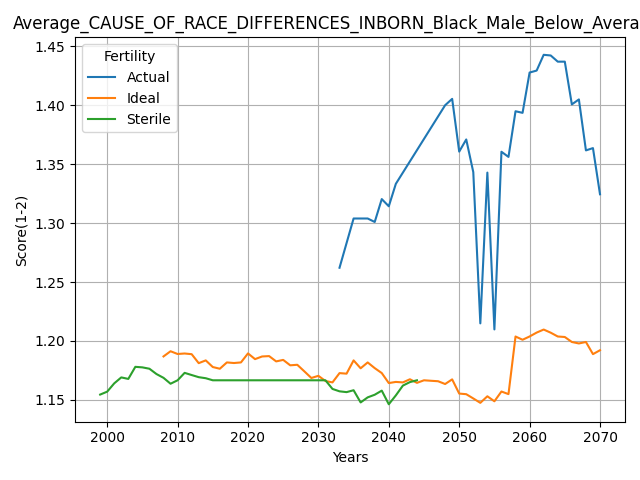 Average_CAUSE_OF_RACE_DIFFERENCES_INBORN_Black_Male_Below_Avera
Fertility
Actual
Ideal
Sterile
Score(1-2)
1.45
1.40
1.35
1.30
1.25
1.20
1.15
2000 2010 2020 2030 2040 2050 2060 2070
Years